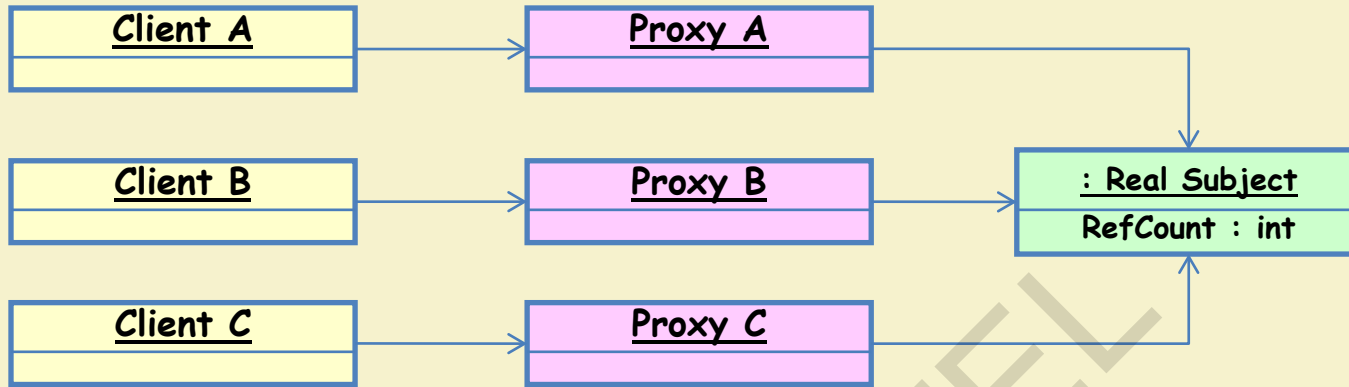 Client A
Proxy A
Client B
Proxy B
: Real Subject
RefCount : int
Client C
Proxy C